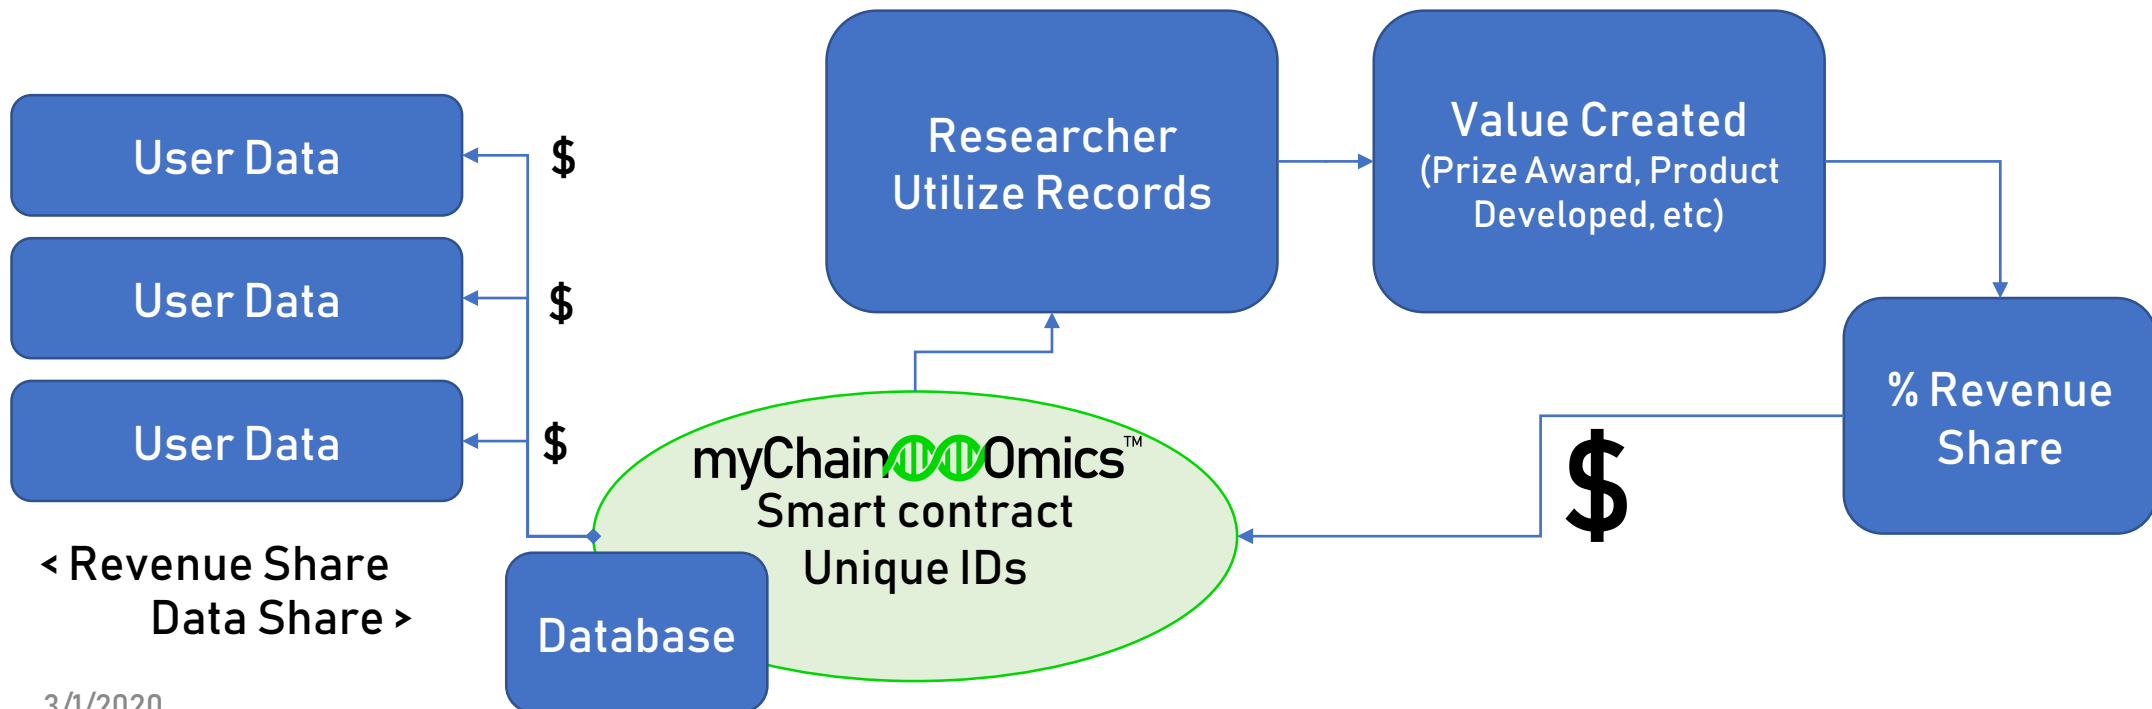 User Data
$
User Data
$
User Data
$
< Revenue Share
Data Share >
3/1/2020
Database
myChainOmics™
Smart contract
Unique IDs
Researcher
Utilize Records
Value Created
(Prize Award, Product
Developed, etc)
% Revenue
Share
$